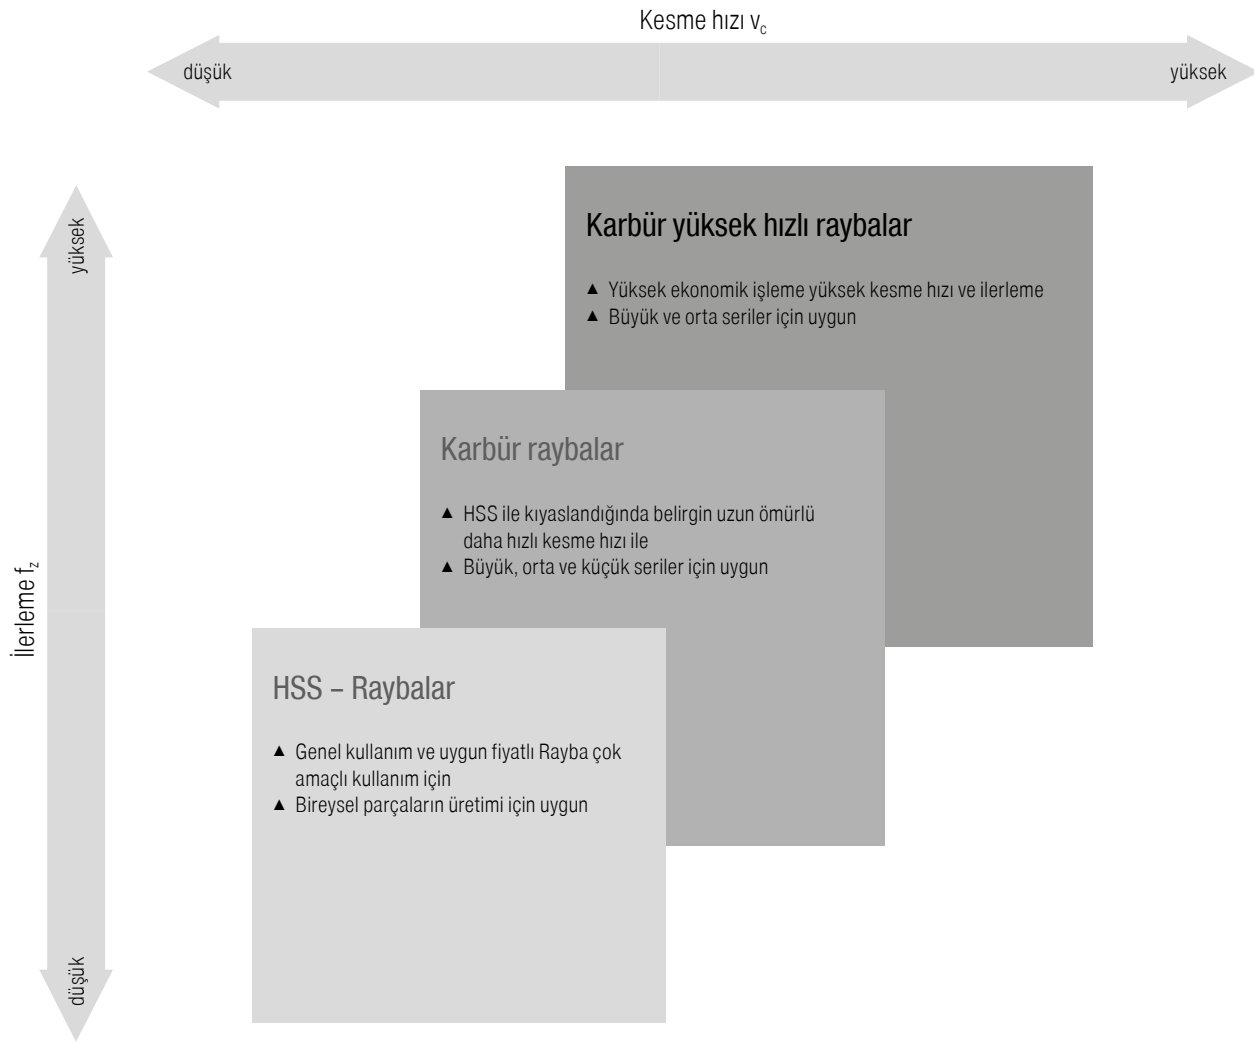 Kesme hızı vc
düşük
yüksek
yüksek
İlerleme fz
düşük
Karbür yüksek hızlı raybalar
▲ Yüksek ekonomik işleme yüksek kesme hızı ve ilerleme
▲ Büyük ve orta seriler için uygun
Karbür raybalar
▲ HSS ile kıyaslandığında belirgin uzun ömürlü
daha hızlı kesme hızı ile
▲ Büyük, orta ve küçük seriler için uygun
HSS – Raybalar
▲ Genel kullanım ve uygun fiyatlı Rayba çok
amaçlı kullanım için
▲ Bireysel parçaların üretimi için uygun